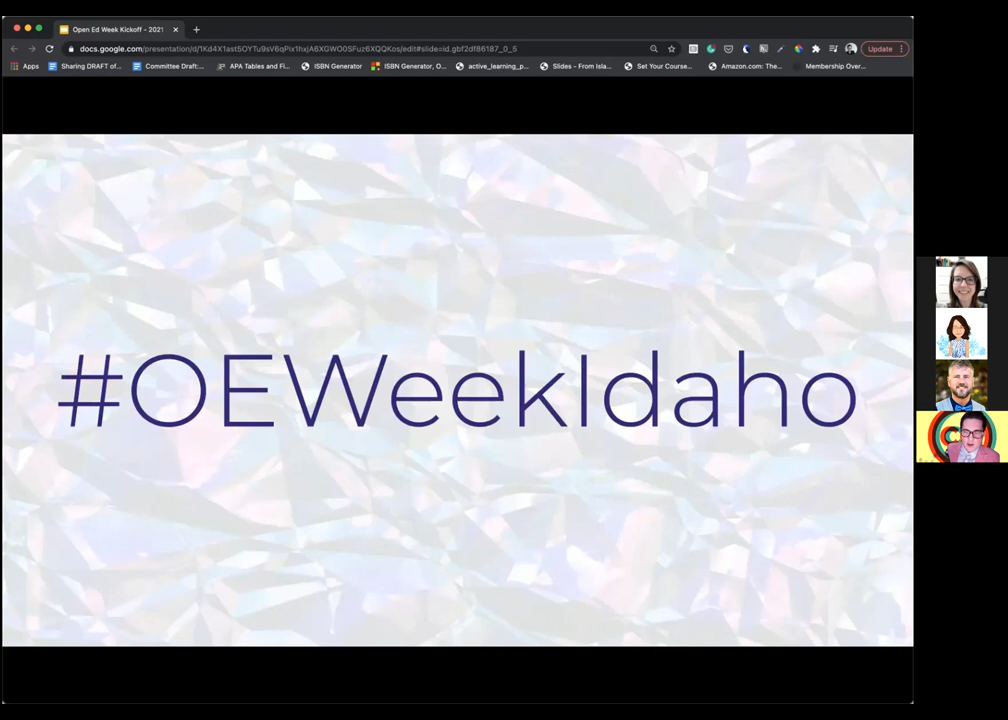 Open Ed Week Kickoff - 2021
docs.google.com/presentation/d/1Kd4X1ast5OYTu9sV6qPix1hxjA6XGWO0SFuz6XQQKos/edit#slide=id.gbf2df86187_0_5
Update
Apps Sharing DRAFT of... Committee Draft:... APA Tables and Fi... ISBN Generator ISBN Generator, O... active_learning_p... Slides - From Isla... Set Your Course... Amazon.com: The... Membership Over...
#OEWeekIdaho